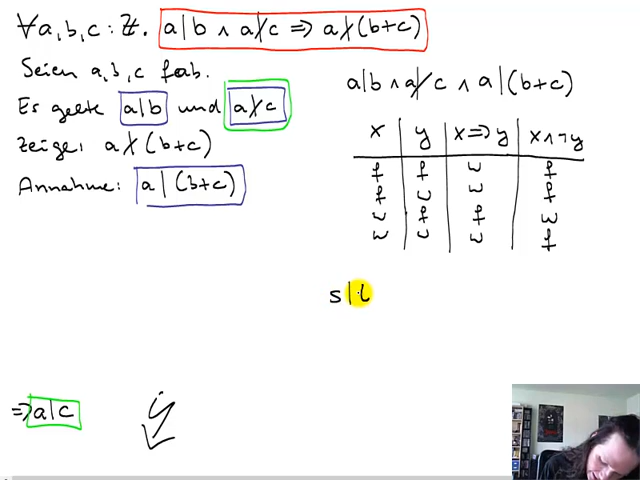 ∀a,b,c:ℤ. a|b ∧ a∤c ⇒ a∤(b+c)
Seien a,b,c fab.
Es gelte a|b und a∤c
Zeige: a∤(b+c)
Annahme: a|(b+c)
a|b ∧ a∤c ∧ a|(b+c)
x y x⇒y x∧¬y
f f w f
f w w f
w f f w
w w w f
s|
⇒ a|c